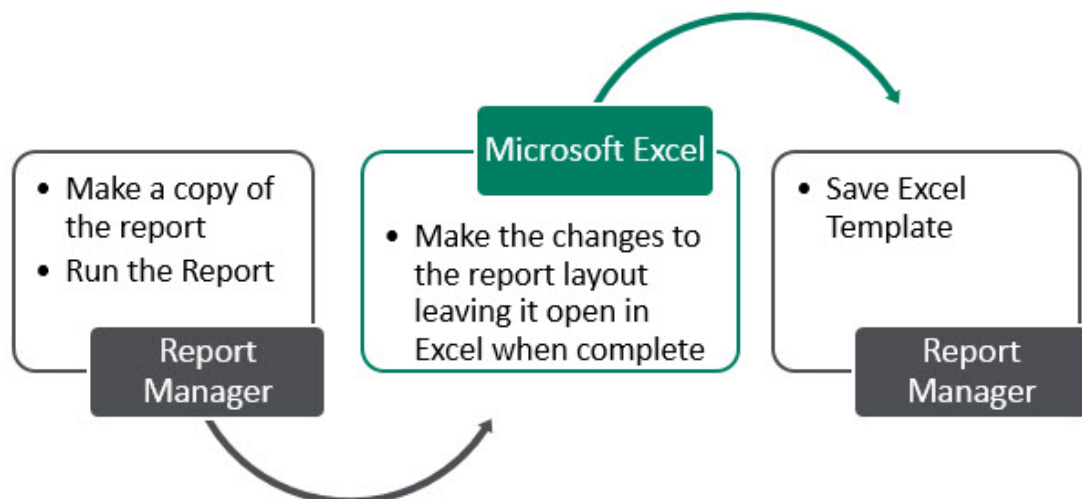 • Make a copy of
the report
• Run the Report
Report
Manager
Microsoft Excel
• Make the changes to
the report layout
leaving it open in
Excel when complete
• Save Excel
Template
Report
Manager